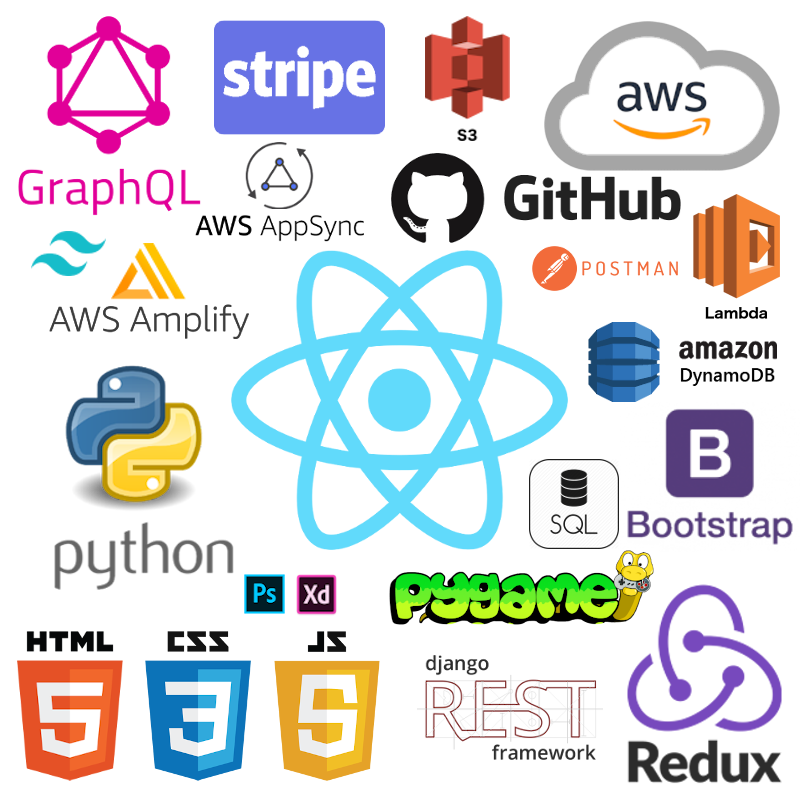 stripe
S3
aws
GraphQL
AWS AppSync
GitHub
POSTMAN
Lambda
AWS Amplify
amazon
DynamoDB
B
SQL
Bootstrap
python
Ps Xd
pygame
HTML CSS JS
5 3 5
django
REST
framework
Redux